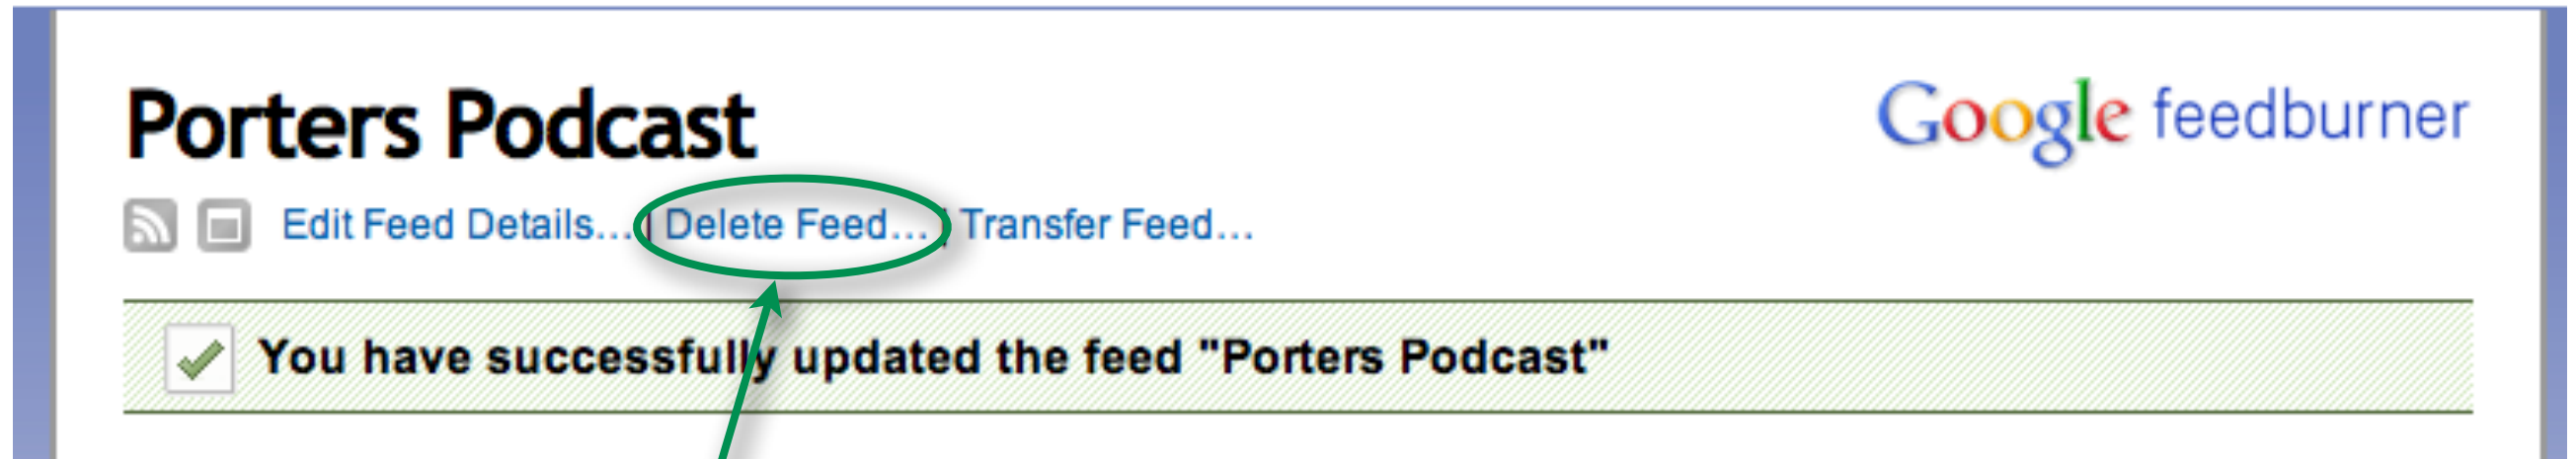 Porters Podcast
Google feedburner
Edit Feed Details... | Delete Feed... | Transfer Feed...
You have successfully updated the feed "Porters Podcast"